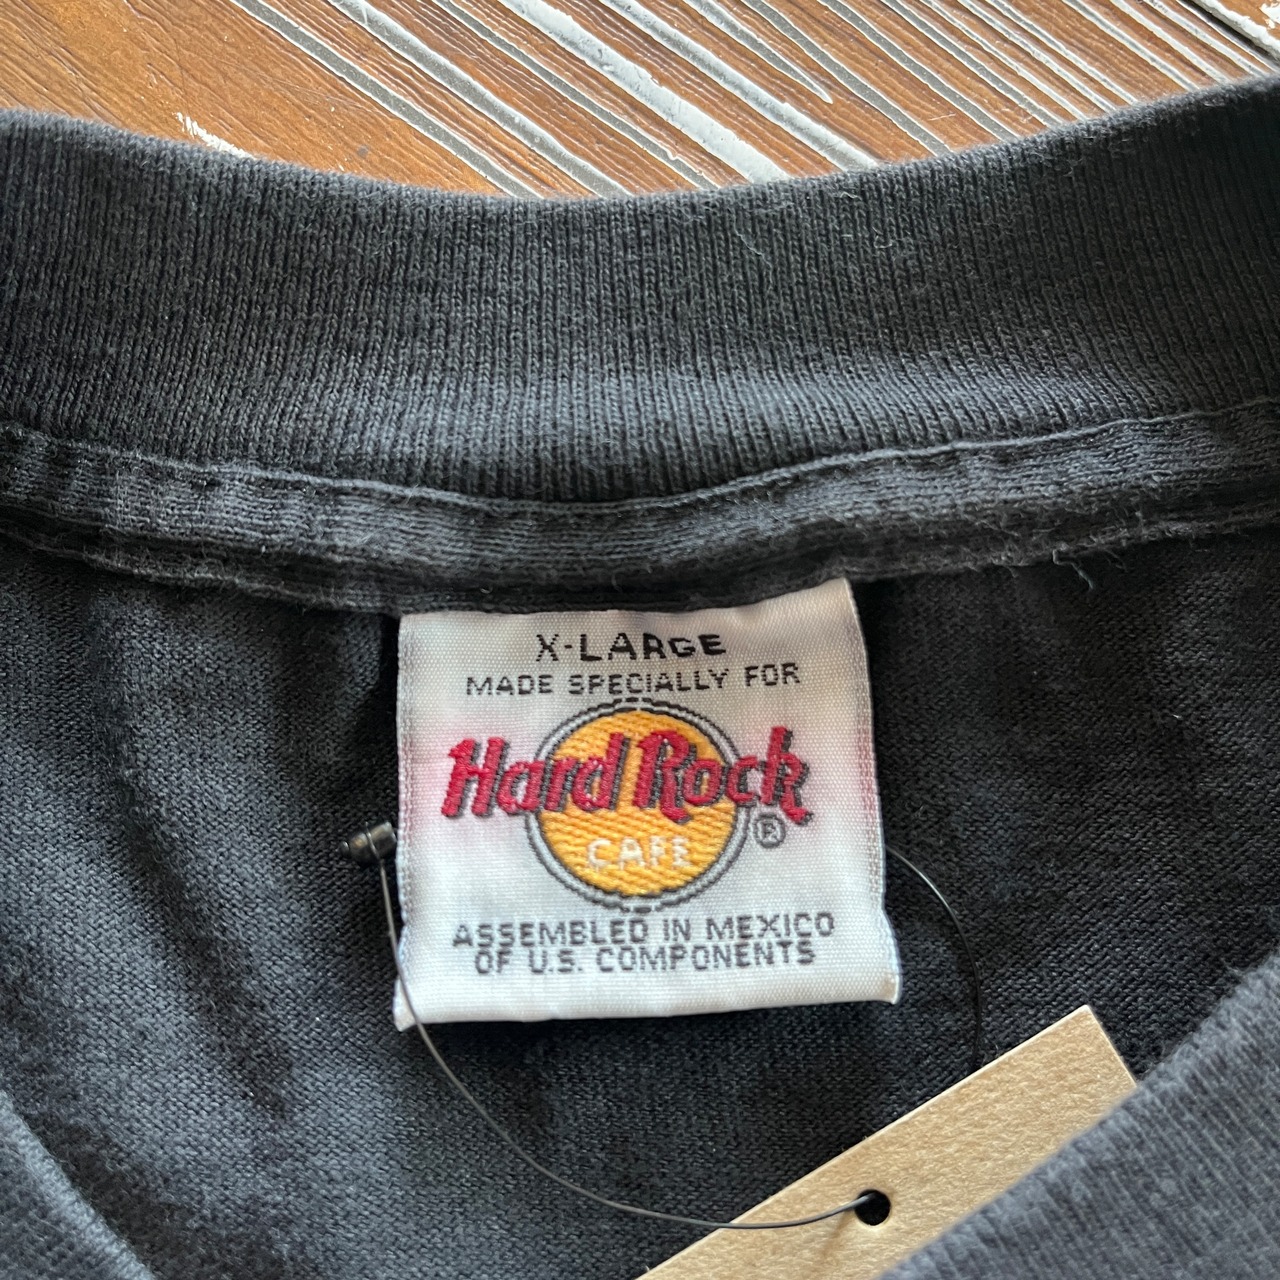 X-LARGE
MADE SPECIALLY FOR
Hard Rock
CAFE
®
ASSEMBLED IN MEXICO
OF U.S. COMPONENTS